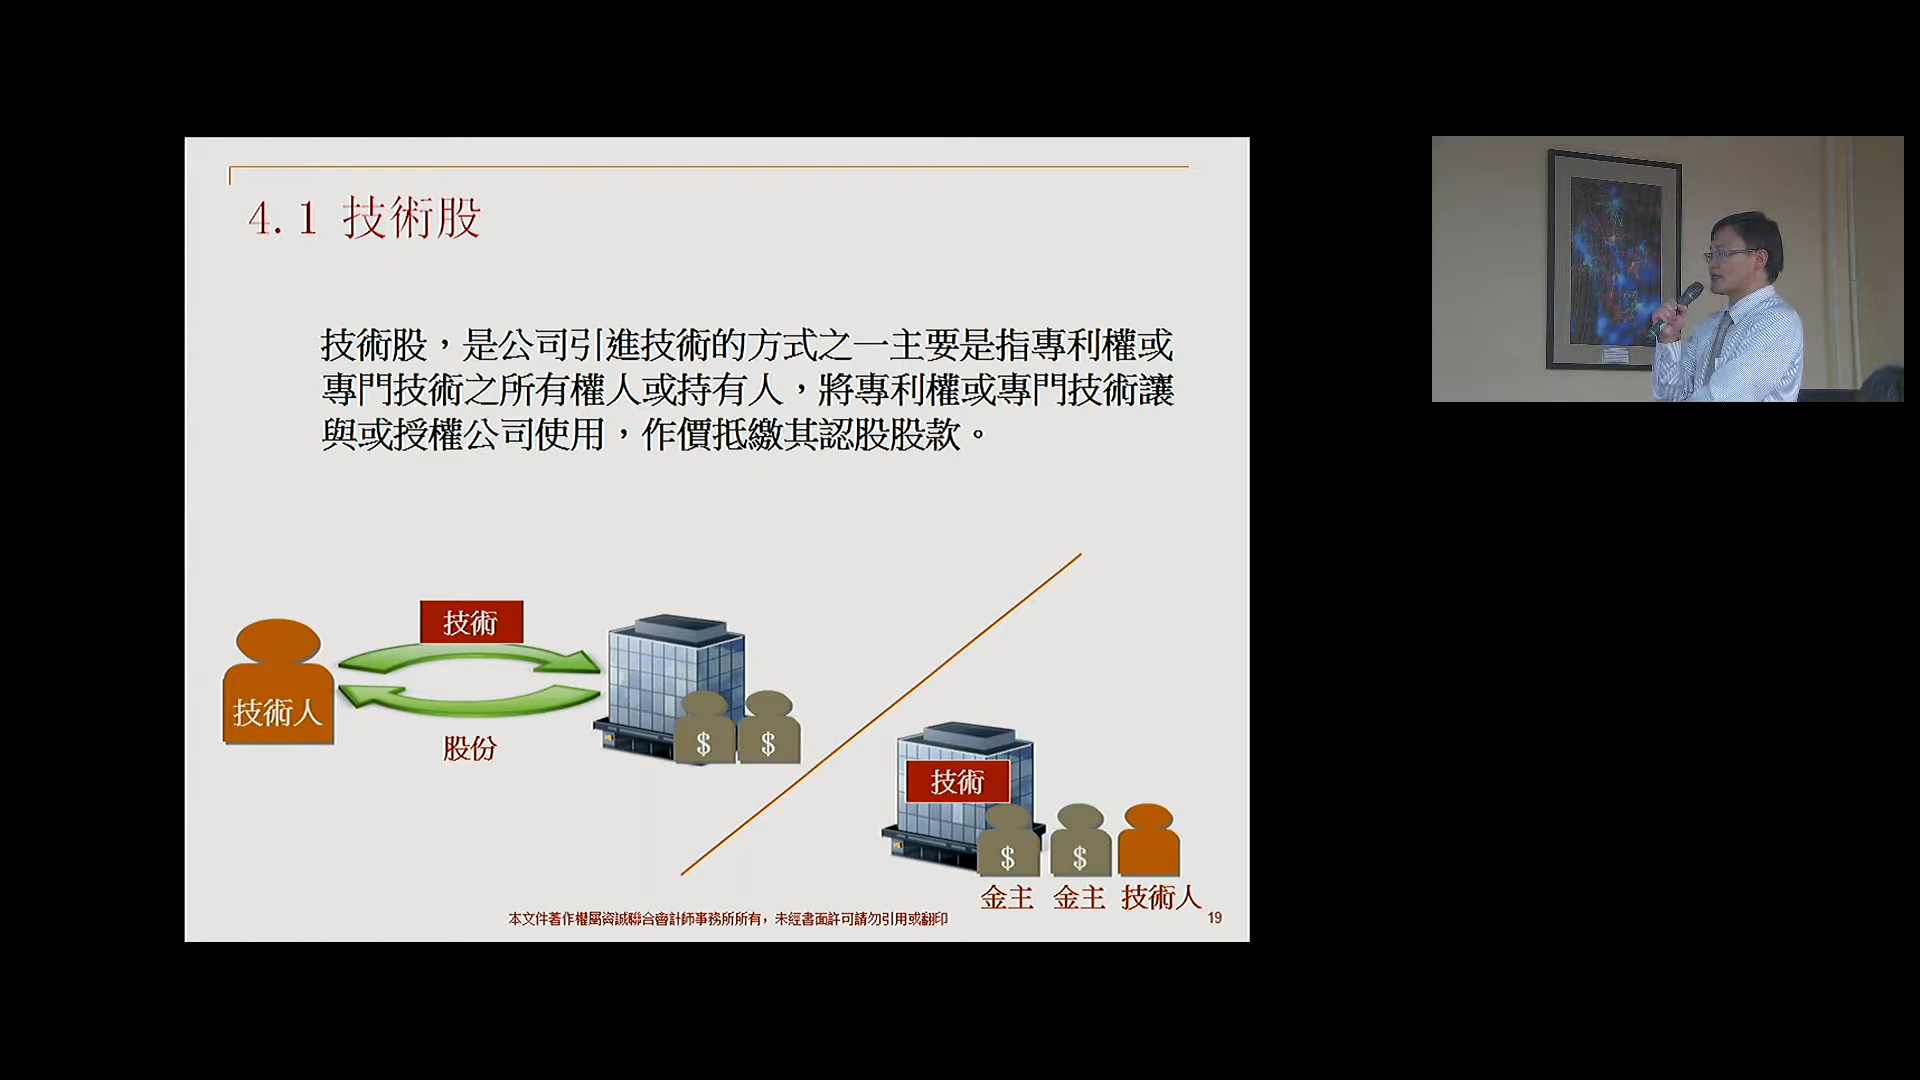 4.1 技術股
技術股，是公司引進技術的方式之一主要是指專利權或
專門技術之所有權人或持有人，將專利權或專門技術讓
與或授權公司使用，作價抵繳其認股股款。
技術
技術人
股份
$ $
技術
$ $
金主 金主 技術人
本文件著作權屬資誠聯合會計師事務所所有，未經書面許可請勿引用或翻印
19